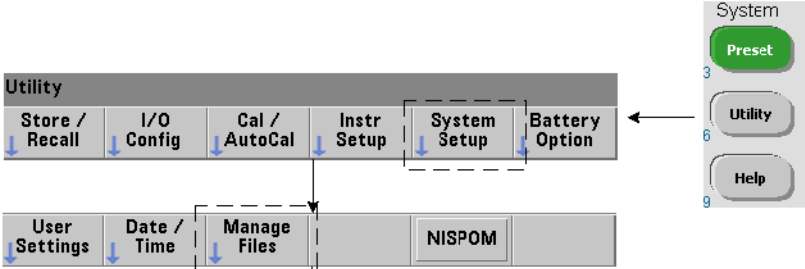 System
Preset
3
Utility
Store / Recall
I/O Config
Cal / AutoCal
Instr Setup
System Setup
Battery Option
Utility
6
Help
9
User Settings
Date / Time
Manage Files
NISPOM